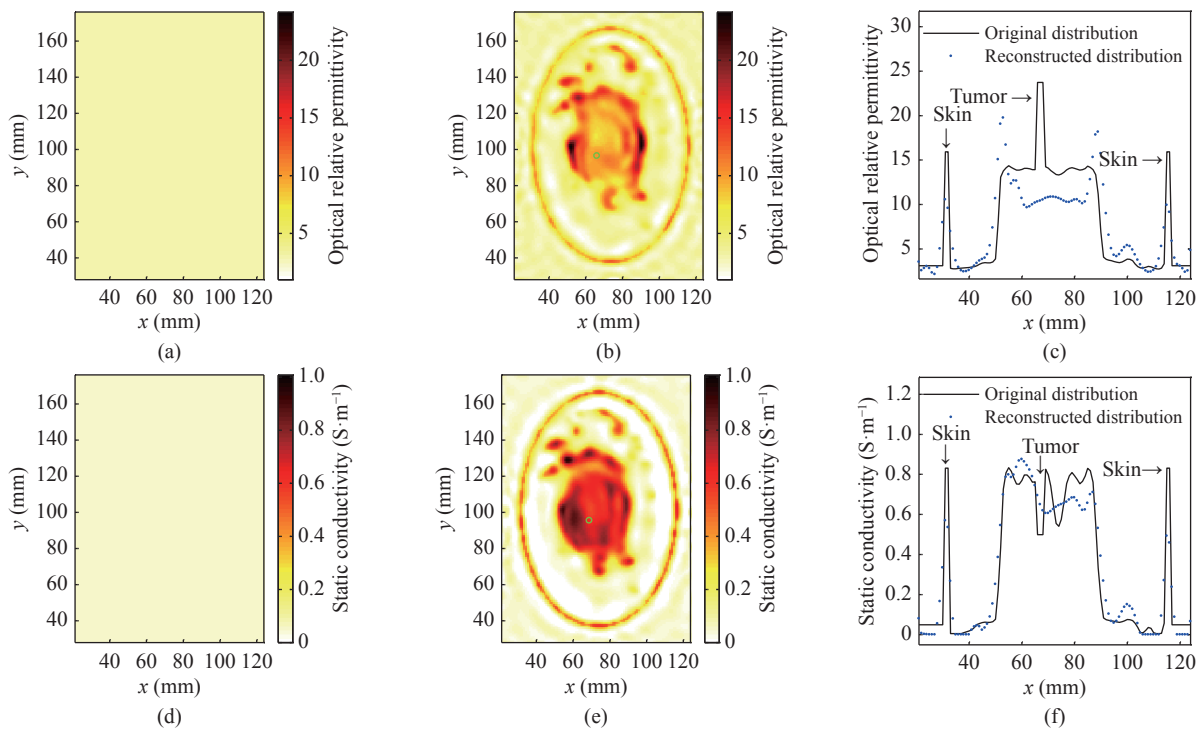 160
140
120
100
80
60
40
y (mm)
40 60 80 100 120
x (mm)
20
15
10
5
Optical relative permittivity
(a)
160
140
120
100
80
60
40
y (mm)
40 60 80 100 120
x (mm)
20
15
10
5
Optical relative permittivity
(b)
30
25
20
15
10
5
Optical relative permittivity
Original distribution
Reconstructed distribution
Tumor →
Skin
↓
Skin →
40 60 80 100 120
x (mm)
(c)
160
140
120
100
80
60
40
y (mm)
40 60 80 100 120
x (mm)
1.0
0.8
0.6
0.4
0.2
0
Static conductivity (S·m⁻¹)
(d)
160
140
120
100
80
60
40
y (mm)
40 60 80 100 120
x (mm)
1.0
0.8
0.6
0.4
0.2
0
Static conductivity (S·m⁻¹)
(e)
1.2
1.0
0.8
0.6
0.4
0.2
0
Static conductivity (S·m⁻¹)
Original distribution
Reconstructed distribution
Skin
↓
Tumor
↓
Skin→
40 60 80 100 120
x (mm)
(f)